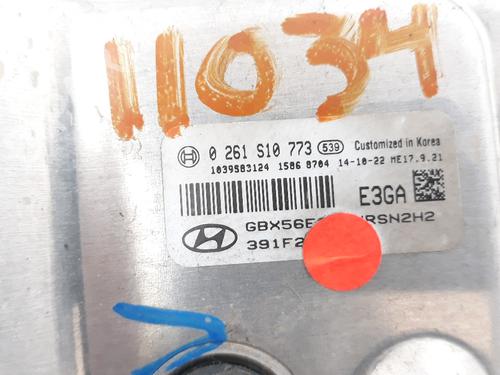 11034
0 261 S10 773 539 Customized in Korea
1039S83124 1586 8704 14-10-22 ME17.9.21
E3GA
GBX56E RSN2H2
391F2